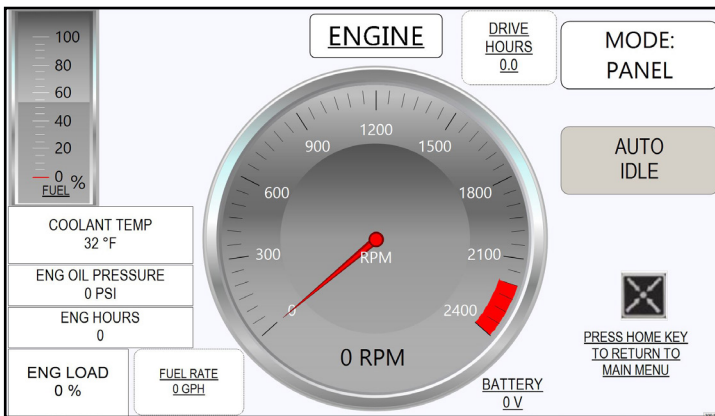 ENGINE
DRIVE
HOURS
0.0
MODE:
PANEL
100
80
60
40
20
0 %
FUEL
0
300
600
900
1200
1500
1800
2100
2400
RPM
0 RPM
AUTO
IDLE
COOLANT TEMP
32 °F
ENG OIL PRESSURE
0 PSI
ENG HOURS
0
ENG LOAD
0 %
FUEL RATE
0 GPH
BATTERY
0 V
PRESS HOME KEY
TO RETURN TO
MAIN MENU